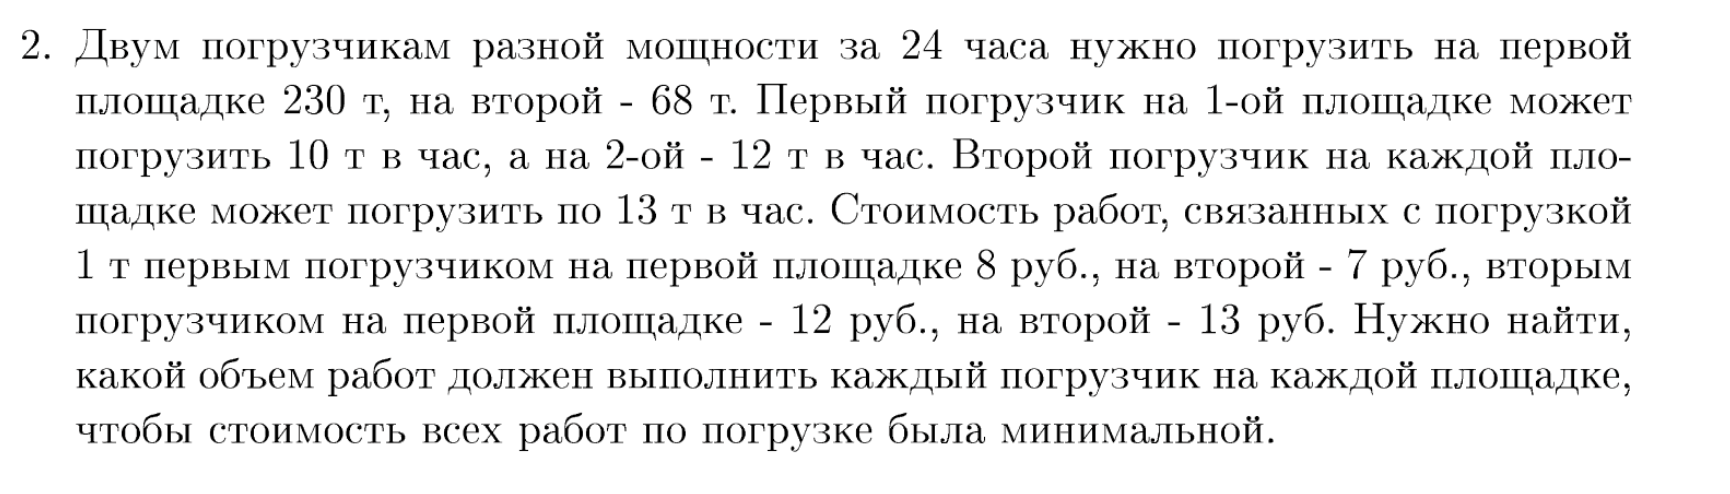 2. Двум погрузчикам разной мощности за 24 часа нужно погрузить на первой
площадке 230 т, на второй - 68 т. Первый погрузчик на 1-ой площадке может
погрузить 10 т в час, а на 2-ой - 12 т в час. Второй погрузчик на каждой пло-
щадке может погрузить по 13 т в час. Стоимость работ, связанных с погрузкой
1 т первым погрузчиком на первой площадке 8 руб., на второй - 7 руб., вторым
погрузчиком на первой площадке - 12 руб., на второй - 13 руб. Нужно найти,
какой объем работ должен выполнить каждый погрузчик на каждой площадке,
чтобы стоимость всех работ по погрузке была минимальной.